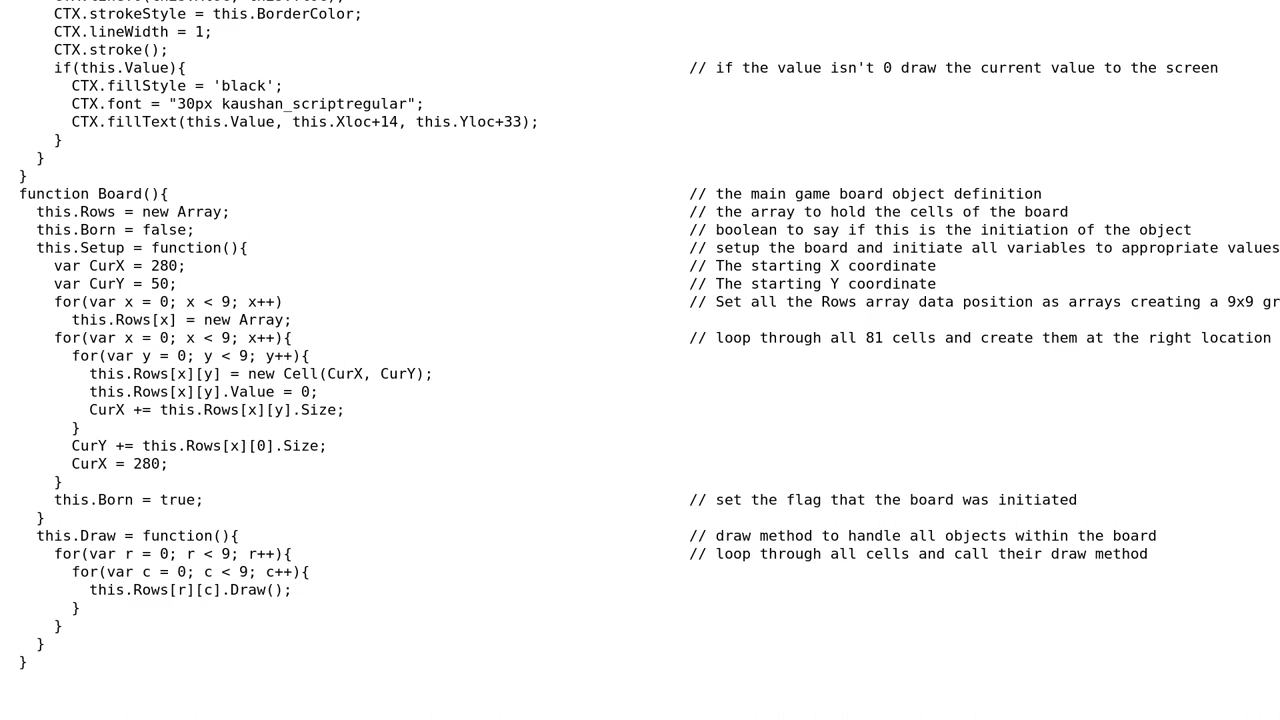 CTX.strokeStyle = this.BorderColor;
CTX.lineWidth = 1;
CTX.stroke();
if(this.Value){ // if the value isn't 0 draw the current value to the screen
CTX.fillStyle = 'black';
CTX.font = "30px kaushan_scriptregular";
CTX.fillText(this.Value, this.Xloc+14, this.Yloc+33);
}
}
}
function Board(){ // the main game board object definition
this.Rows = new Array; // the array to hold the cells of the board
this.Born = false; // boolean to say if this is the initiation of the object
this.Setup = function(){ // setup the board and initiate all variables to appropriate values
var CurX = 280; // The starting X coordinate
var CurY = 50; // The starting Y coordinate
for(var x = 0; x < 9; x++) // Set all the Rows array data position as arrays creating a 9x9 gr
this.Rows[x] = new Array;
for(var x = 0; x < 9; x++){ // loop through all 81 cells and create them at the right location
for(var y = 0; y < 9; y++){
this.Rows[x][y] = new Cell(CurX, CurY);
this.Rows[x][y].Value = 0;
CurX += this.Rows[x][y].Size;
}
CurY += this.Rows[x][0].Size;
CurX = 280;
}
this.Born = true; // set the flag that the board was initiated
}
this.Draw = function(){ // draw method to handle all objects within the board
for(var r = 0; r < 9; r++){ // loop through all cells and call their draw method
for(var c = 0; c < 9; c++){
this.Rows[r][c].Draw();
}
}
}
}